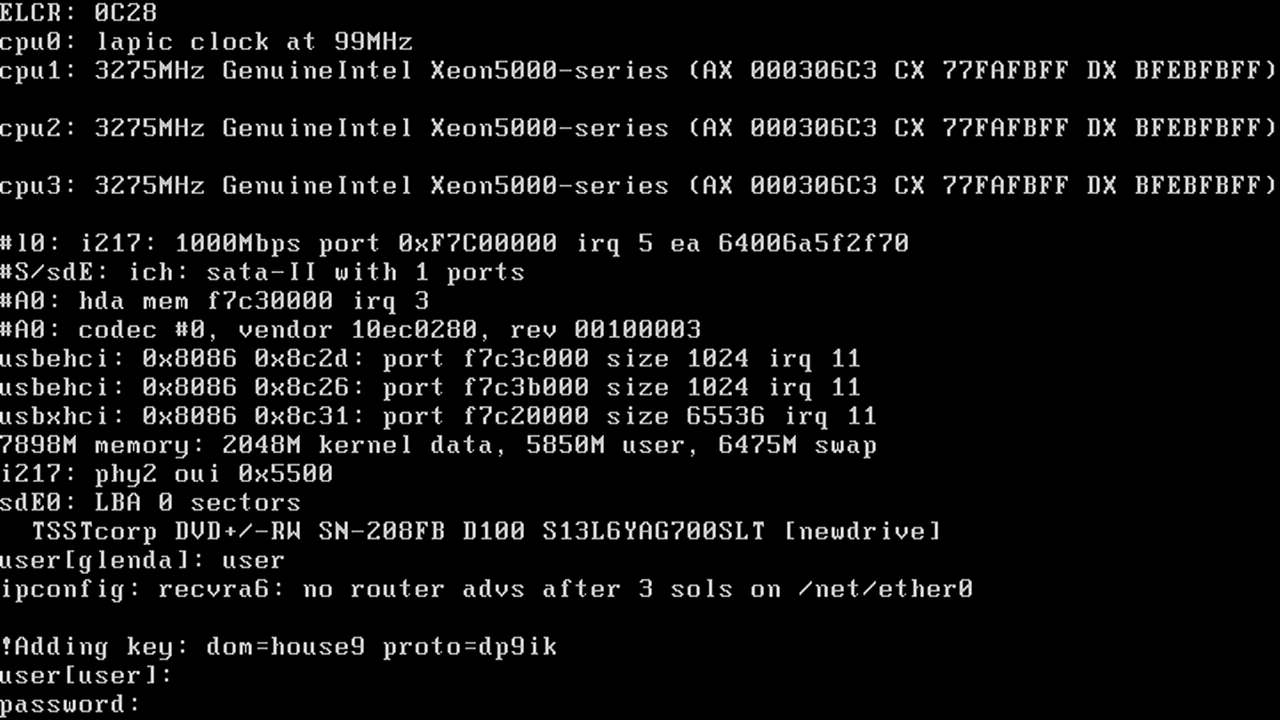 ELCR: 0C28
cpu0: lapic clock at 99MHz
cpu1: 3275MHz GenuineIntel Xeon5000-series (AX 000306C3 CX 77FAFBFF DX BFEBFBFF)
cpu2: 3275MHz GenuineIntel Xeon5000-series (AX 000306C3 CX 77FAFBFF DX BFEBFBFF)
cpu3: 3275MHz GenuineIntel Xeon5000-series (AX 000306C3 CX 77FAFBFF DX BFEBFBFF)
#l0: i217: 1000Mbps port 0xF7C00000 irq 5 ea 64006a5f2f70
#S/sdE: ich: sata-II with 1 ports
#A0: hda mem f7c30000 irq 3
#A0: codec #0, vendor 10ec0280, rev 00100003
usbehci: 0x8086 0x8c2d: port f7c3c000 size 1024 irq 11
usbehci: 0x8086 0x8c26: port f7c3b000 size 1024 irq 11
usbxhci: 0x8086 0x8c31: port f7c20000 size 65536 irq 11
7898M memory: 2048M kernel data, 5850M user, 6475M swap
i217: phy2 oui 0x5500
sdE0: LBA 0 sectors
TSSTcorp DVD+/-RW SN-208FB D100 S13L6YAG700SLT [newdrive]
user[glenda]: user
ipconfig: recvra6: no router advs after 3 sols on /net/ether0
!Adding key: dom=house9 proto=dp9ik
user[user]:
password: